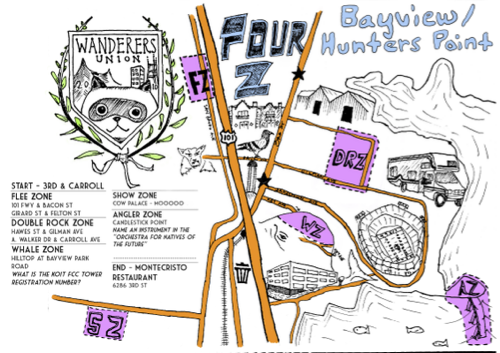 WANDERERS
UNION
FOUR
Z
Bayview/
Hunters Point
FZ
101
DRZ
WZ
AZ
SZ
START - 3RD & CARROLL
FLEE ZONE
101 FWY & BACON ST
GIRARD ST & FELTON ST
DOUBLE ROCK ZONE
HAWES ST & GILMAN AVE
A. WALKER DR & CARROLL AVE
WHALE ZONE
HILLTOP AT BAYVIEW PARK
ROAD
WHAT IS THE KOIT FCC TOWER
REGISTRATION NUMBER?
SHOW ZONE
COW PALACE - MOOOOO
ANGLER ZONE
CANDLESTICK POINT
NAME AN INSTRUMENT IN THE
"ORCHESTRA FOR NATIVES OF
THE FUTURE"
END - MONTECRISTO
RESTAURANT
6286 3RD ST